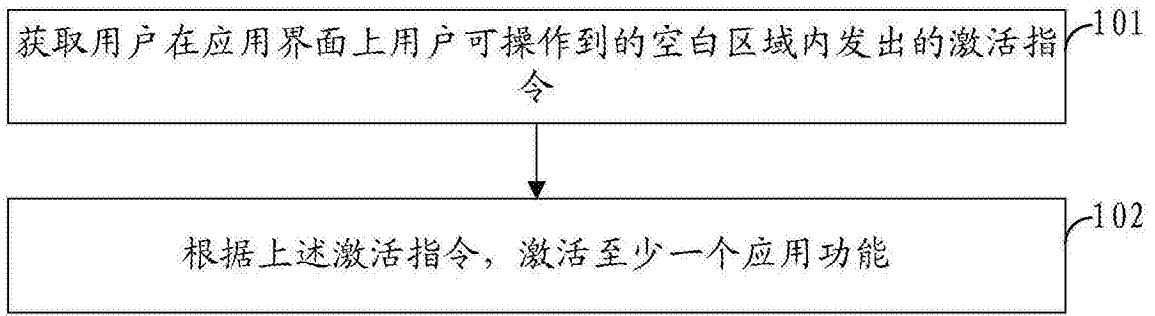 获取用户在应用界面上用户可操作到的空白区域内发出的激活指
令
101
根据上述激活指令，激活至少一个应用功能
102